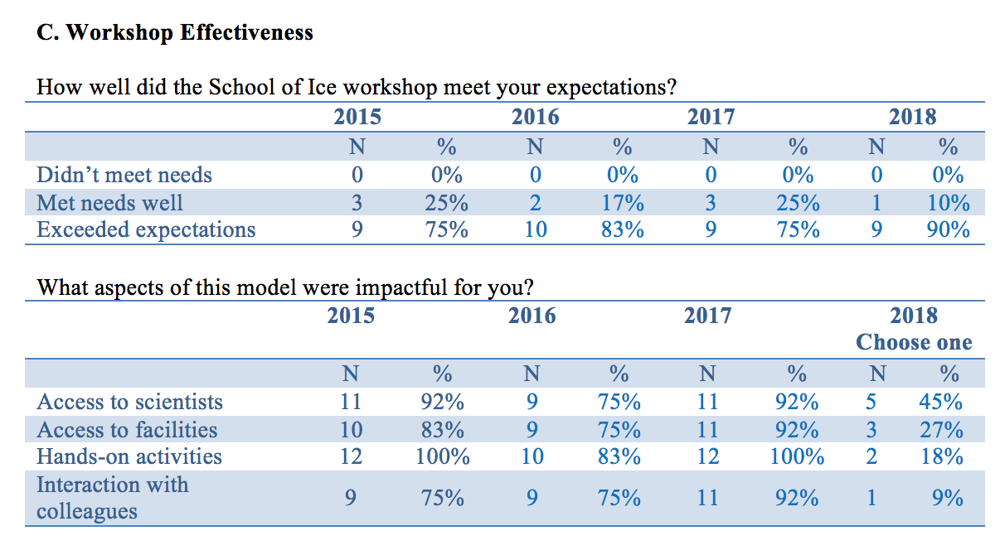 C. Workshop Effectiveness
How well did the School of Ice workshop meet your expectations?
2015 2016 2017 2018
N % N % N % N %
Didn’t meet needs 0 0% 0 0% 0 0% 0 0%
Met needs well 3 25% 2 17% 3 25% 1 10%
Exceeded expectations 9 75% 10 83% 9 75% 9 90%
What aspects of this model were impactful for you?
2015 2016 2017 2018
Choose one
N % N % N % N %
Access to scientists 11 92% 9 75% 11 92% 5 45%
Access to facilities 10 83% 9 75% 11 92% 3 27%
Hands-on activities 12 100% 10 83% 12 100% 2 18%
Interaction with
colleagues 9 75% 9 75% 11 92% 1 9%